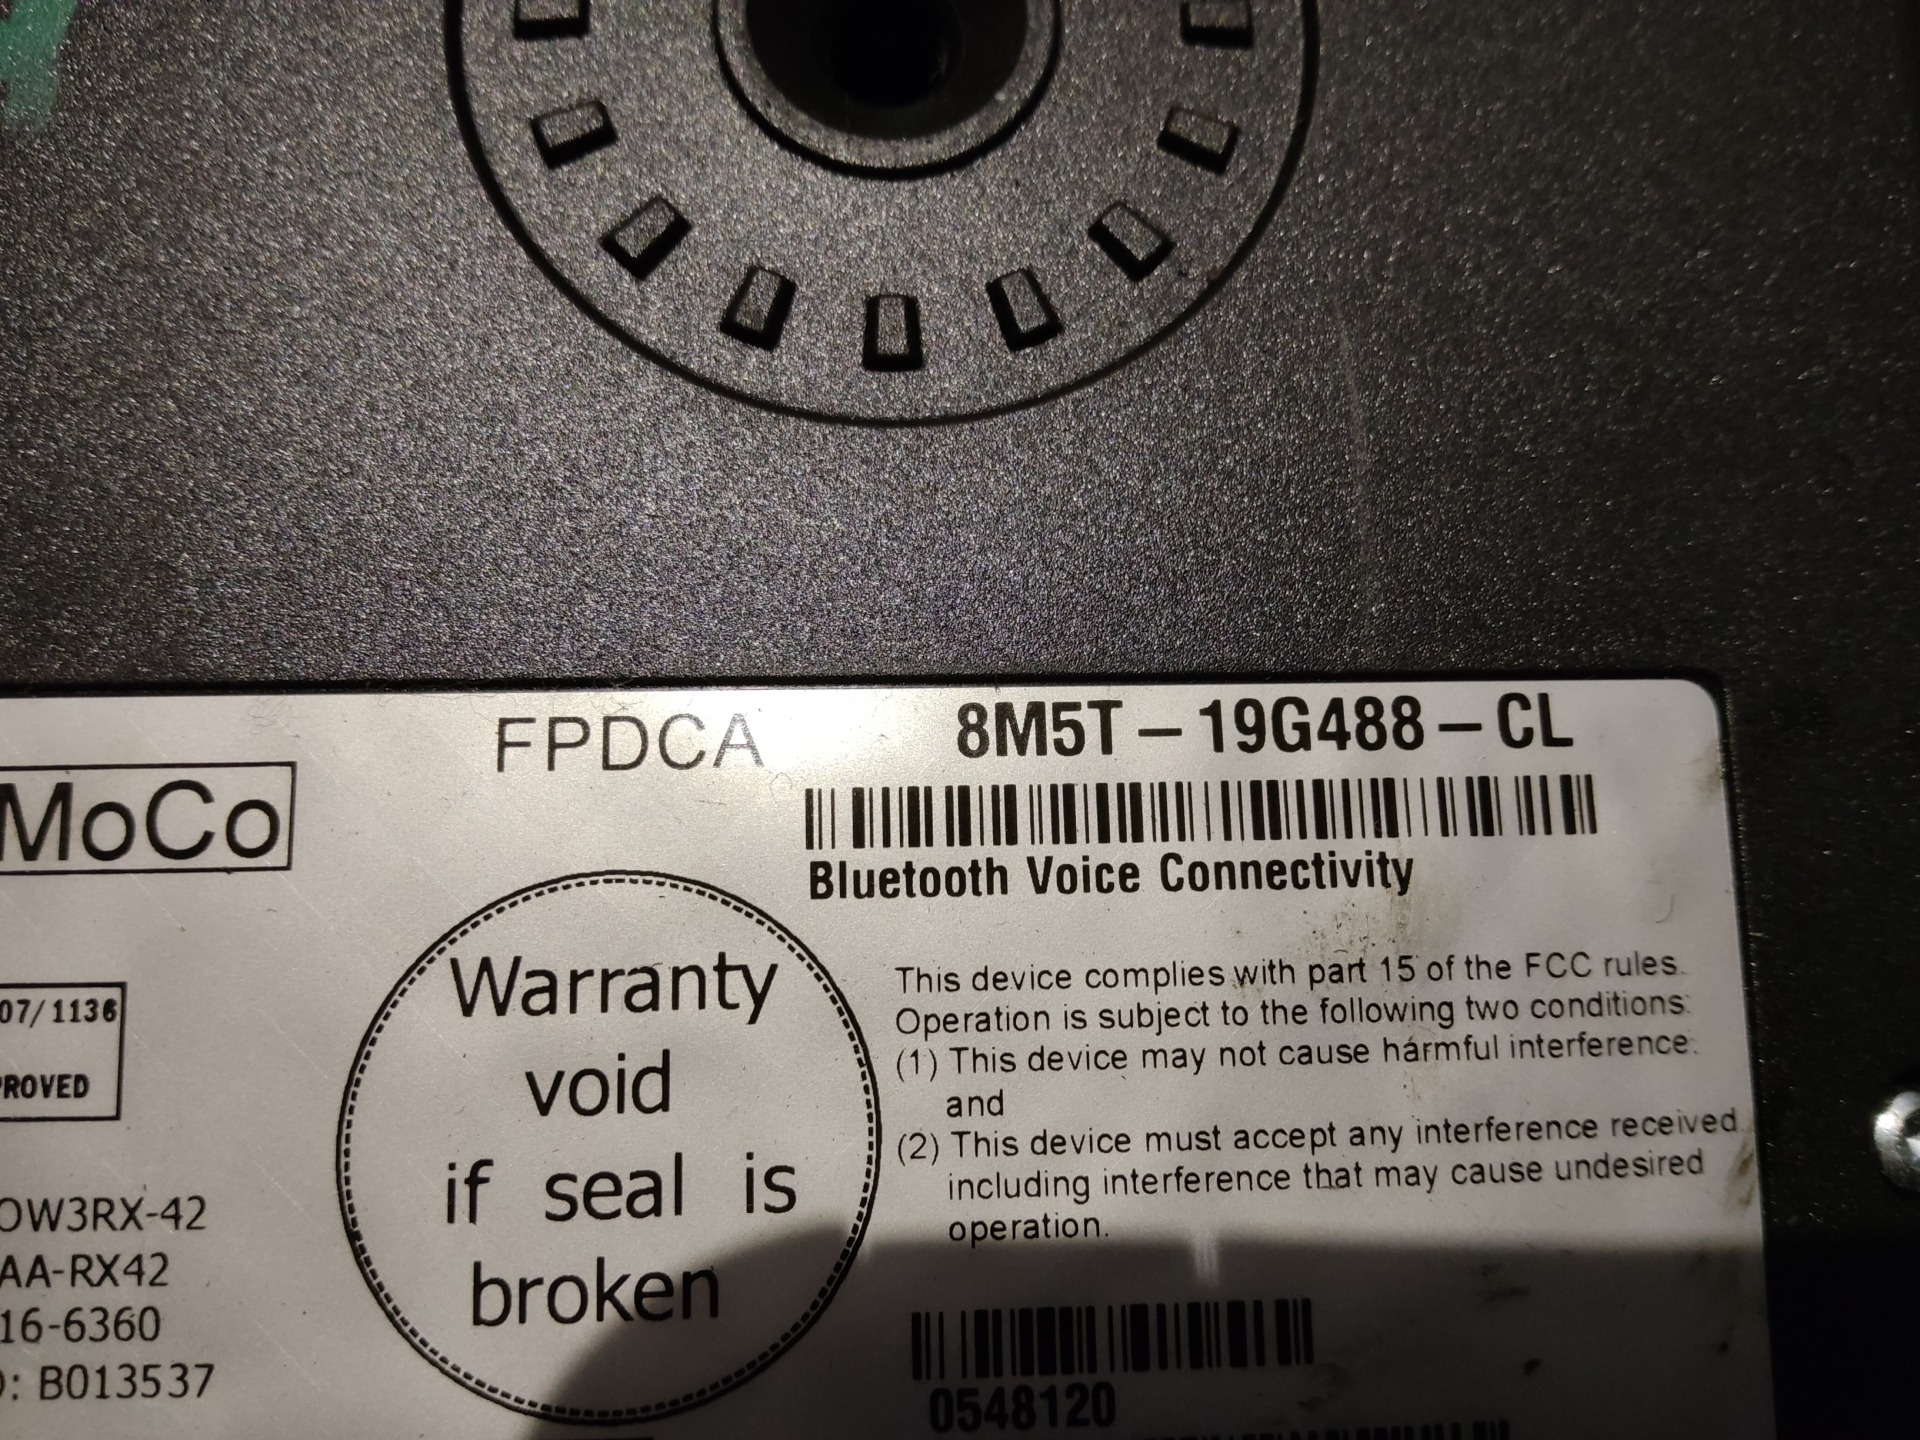 FPDCA
8M5T-19G488-CL
MoCo
Bluetooth Voice Connectivity
Warranty
void
if seal is
broken
This device complies with part 15 of the FCC rules.
Operation is subject to the following two conditions:
(1) This device may not cause harmful interference.
and
(2) This device must accept any interference received
including interference that may cause undesired
operation.
07/1136
PROVED
OW3RX-42
AA-RX42
16-6360
: B013537
0548120